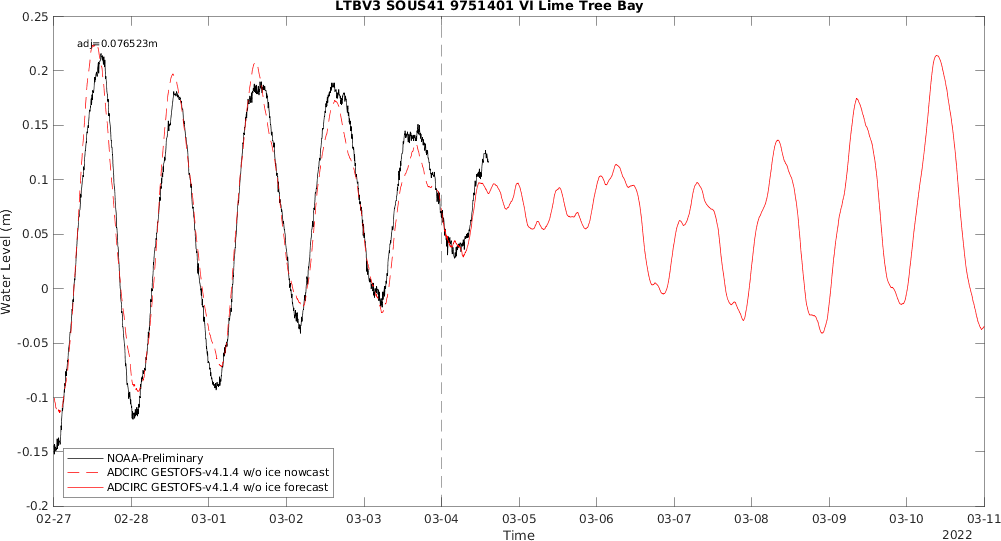 LTBV3 SOUS41 9751401 VI Lime Tree Bay
adj=0.076523m
0.25
0.2
0.15
0.1
0.05
0
-0.05
-0.1
-0.15
-0.2
Water Level (m)
NOAA-Preliminary
ADCIRC GESTOFS-v4.1.4 w/o ice nowcast
ADCIRC GESTOFS-v4.1.4 w/o ice forecast
02-27 02-28 03-01 03-02 03-03 03-04 03-05 03-06 03-07 03-08 03-09 03-10 03-11
Time
2022